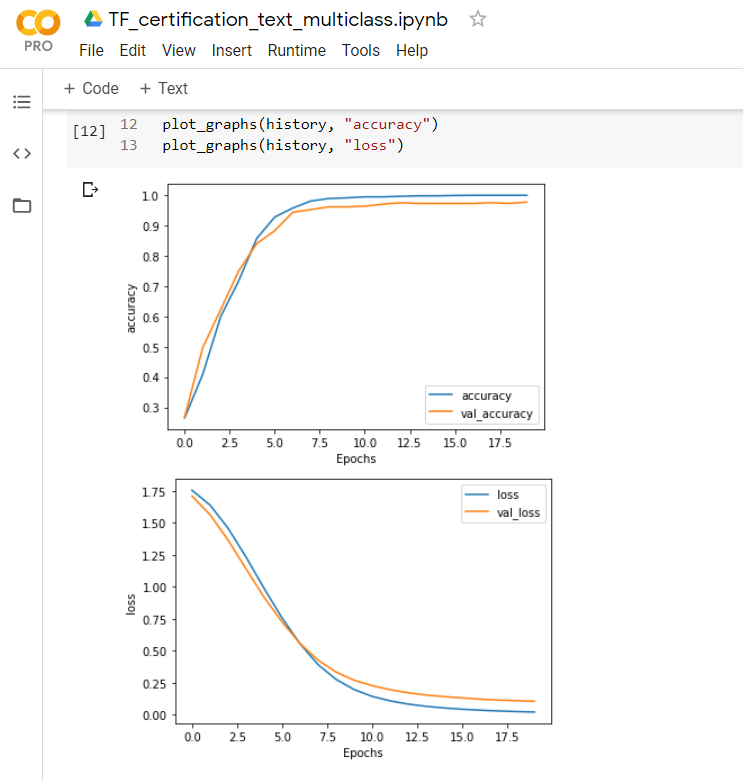 TF_certification_text_multiclass.ipynb
PRO
File Edit View Insert Runtime Tools Help
+ Code + Text
[12] 12 plot_graphs(history, "accuracy")
13 plot_graphs(history, "loss")
1.0
0.9
0.8
0.7
0.6
0.5
0.4
0.3
accuracy
accuracy
val_accuracy
0.0 2.5 5.0 7.5 10.0 12.5 15.0 17.5
Epochs
1.75
1.50
1.25
1.00
0.75
0.50
0.25
0.00
loss
loss
val_loss
0.0 2.5 5.0 7.5 10.0 12.5 15.0 17.5
Epochs